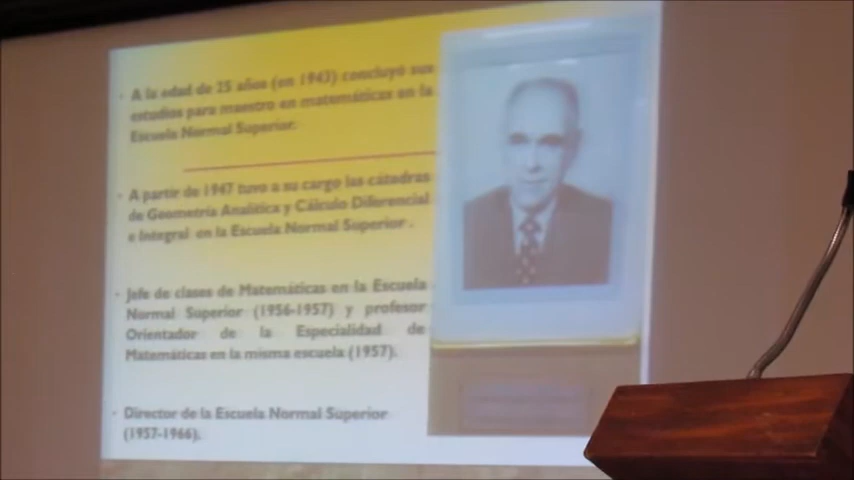 A la edad de 25 años (en 1943) concluyó sus
estudios para maestro en matemáticas en la
Escuela Normal Superior.
A partir de 1947 tuvo a su cargo las cátedras
de Geometría Analítica y Cálculo Diferencial
e Integral en la Escuela Normal Superior .
Jefe de clases de Matemáticas en la Escuela
Normal Superior (1956-1957) y profesor
Orientador de la Especialidad de
Matemáticas en la misma escuela (1957).
Director de la Escuela Normal Superior
(1957-1966).